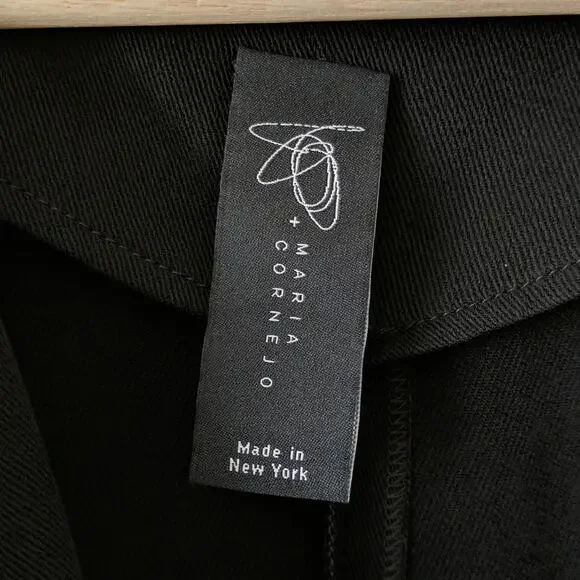 + MARIA
CORNEJO
Made in
New York